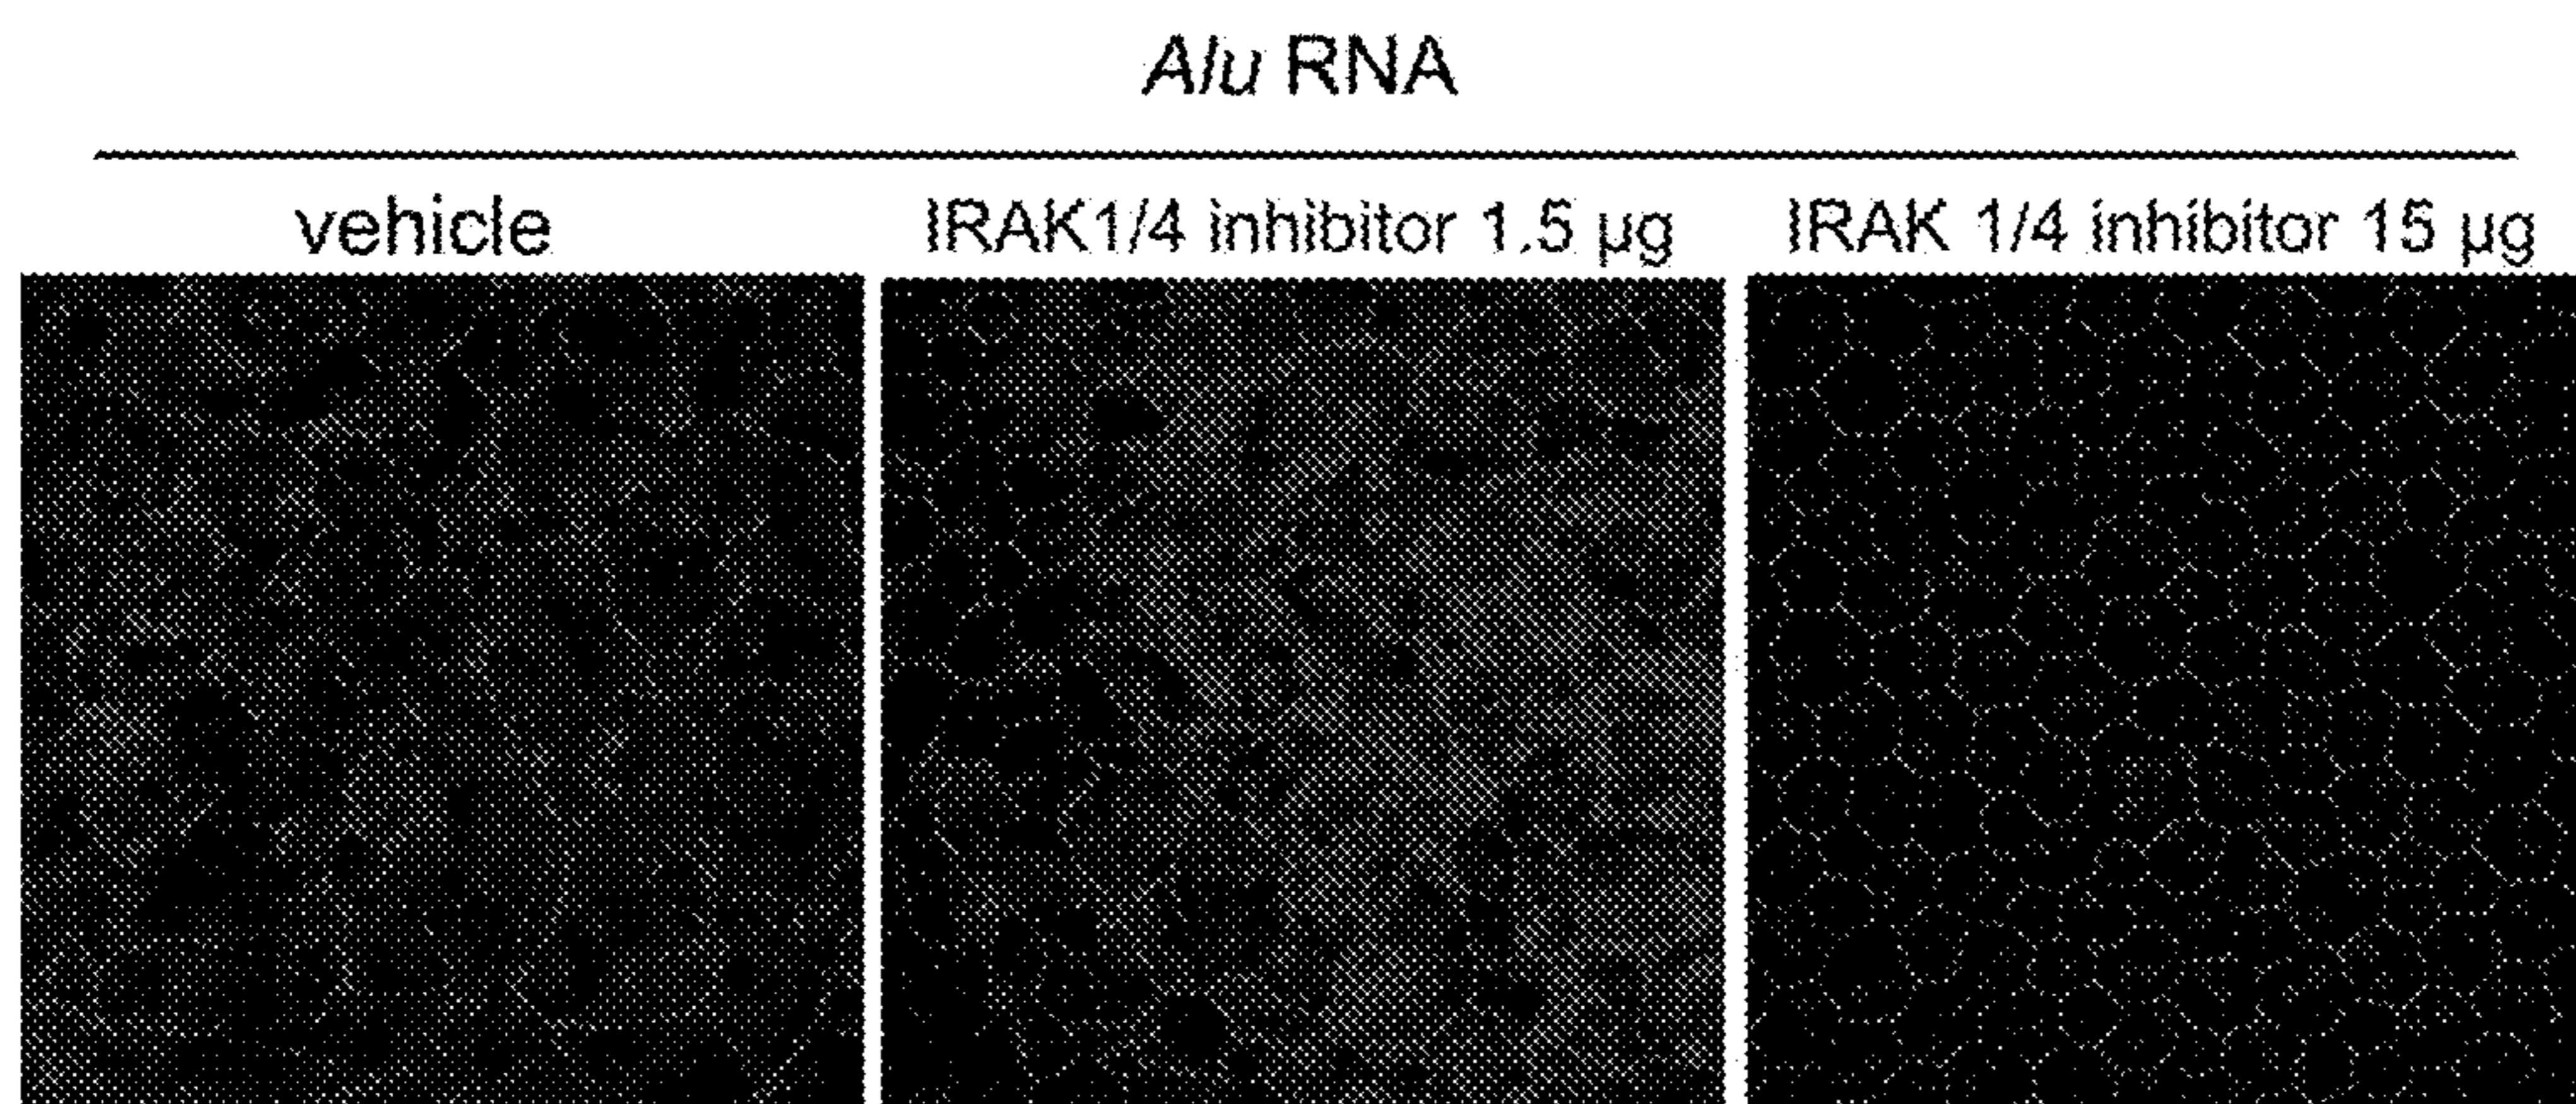 Alu RNA
vehicle
IRAK1/4 inhibitor 1.5 µg
IRAK 1/4 inhibitor 15 µg